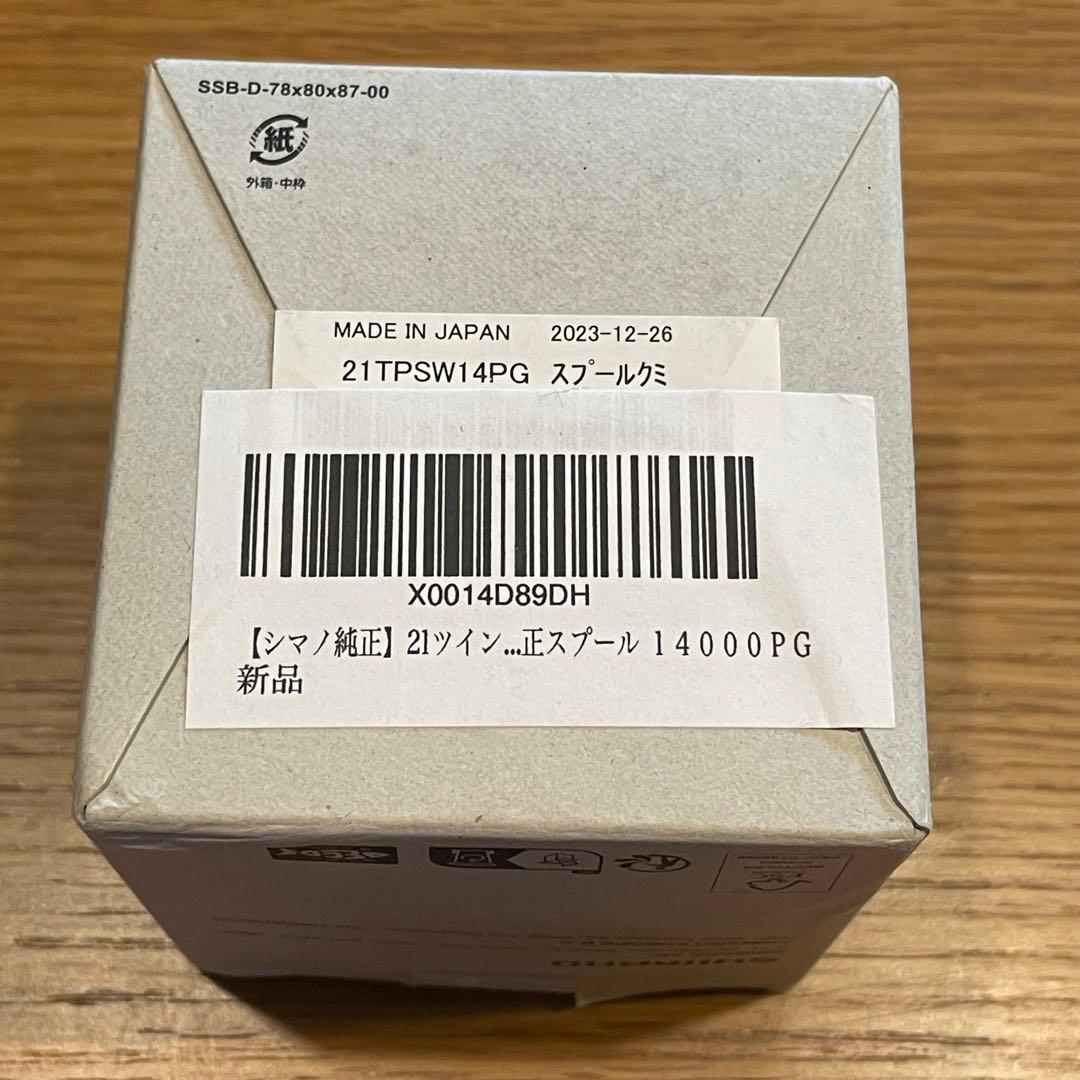 SSB-D-78x80x87-00
紙
外箱・中枠
MADE IN JAPAN 2023-12-26
21TPSW14PG スプールクミ
X0014D89DH
【シマノ純正】21ツイン...正スプール 14000PG
新品
SHIMANO